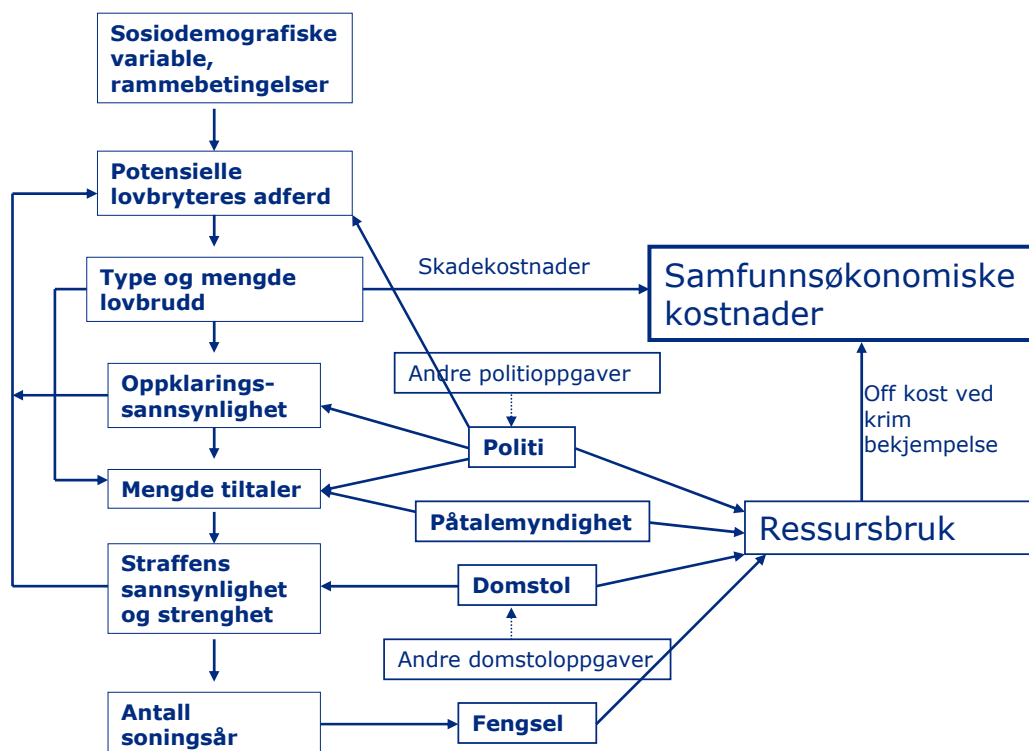 Sosiodemografiske
variable,
rammebetingelser
Potensielle
lovbryteres adferd
Type og mengde
lovbrudd
Skadekostnader
Samfunnsøkonomiske
kostnader
Oppklarings-
sannsynlighet
Andre politioppgaver
Off kost ved
krim
bekjempelse
Politi
Mengde tiltaler
Påtalemyndighet
Ressursbruk
Straffens
sannsynlighet
og strenghet
Domstol
Andre domstoloppgaver
Antall
soningsår
Fengsel